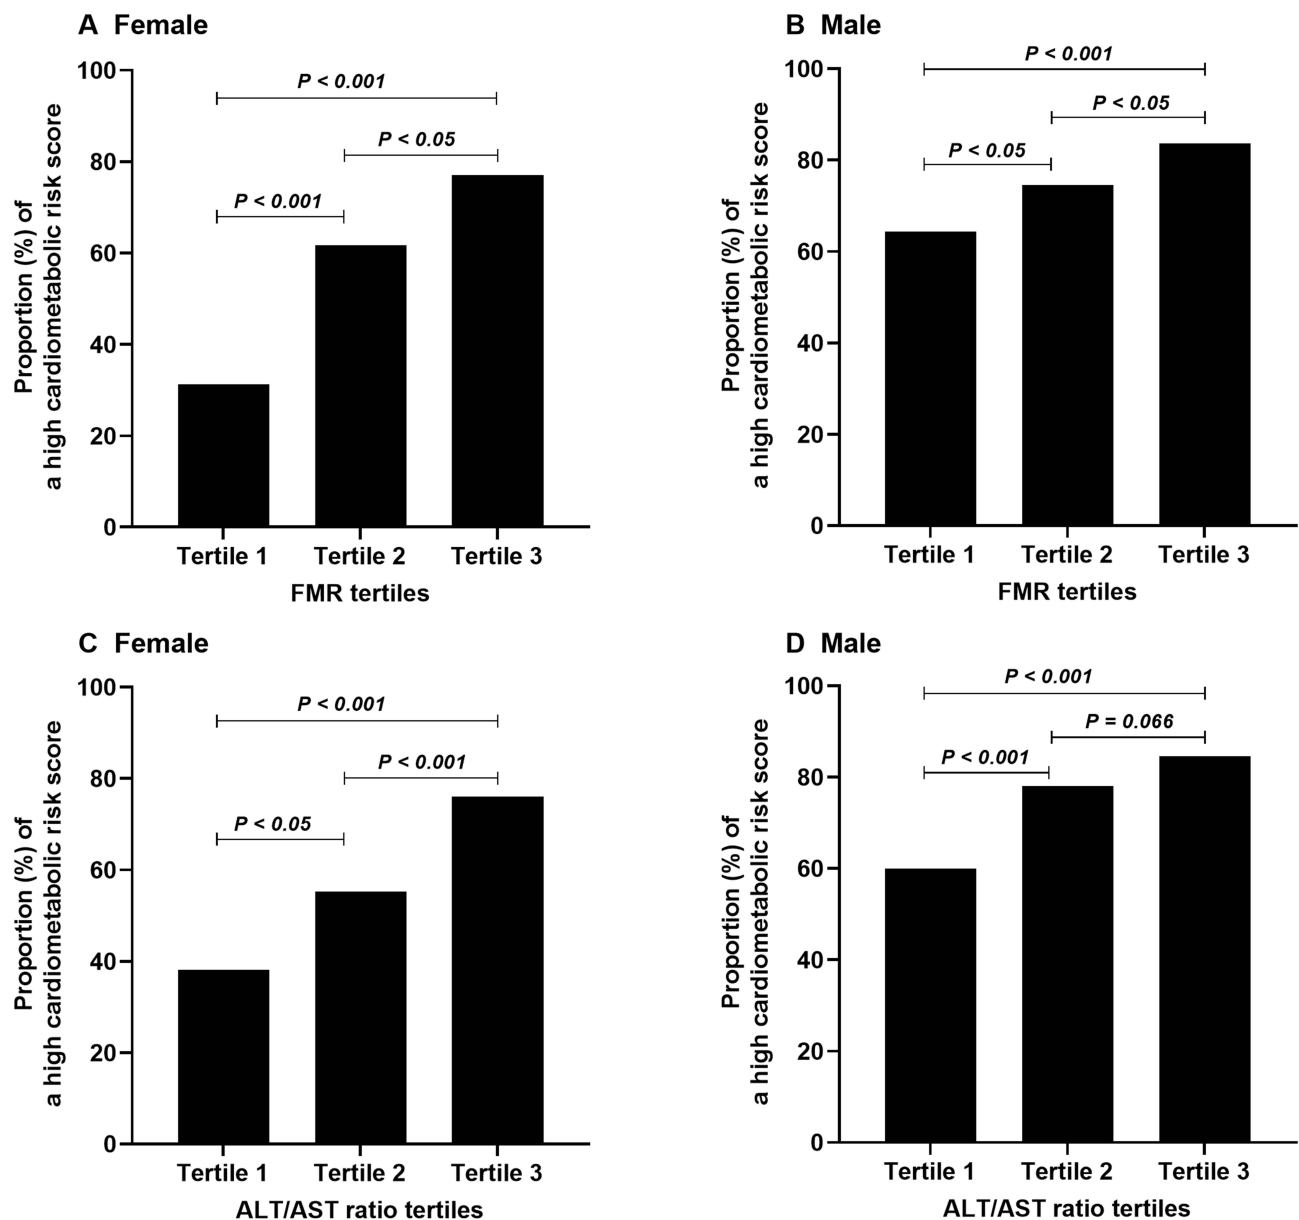 A Female
Proportion (%) of
a high cardiometabolic risk score
100
80
60
40
20
0
P < 0.001
P < 0.05
P < 0.001
Tertile 1
Tertile 2
Tertile 3
FMR tertiles
B Male
Proportion (%) of
a high cardiometabolic risk score
100
80
60
40
20
0
P < 0.001
P < 0.05
P < 0.05
Tertile 1
Tertile 2
Tertile 3
FMR tertiles
C Female
Proportion (%) of
a high cardiometabolic risk score
100
80
60
40
20
0
P < 0.001
P < 0.001
P < 0.05
Tertile 1
Tertile 2
Tertile 3
ALT/AST ratio tertiles
D Male
Proportion (%) of
a high cardiometabolic risk score
100
80
60
40
20
0
P < 0.001
P = 0.066
P < 0.001
Tertile 1
Tertile 2
Tertile 3
ALT/AST ratio tertiles